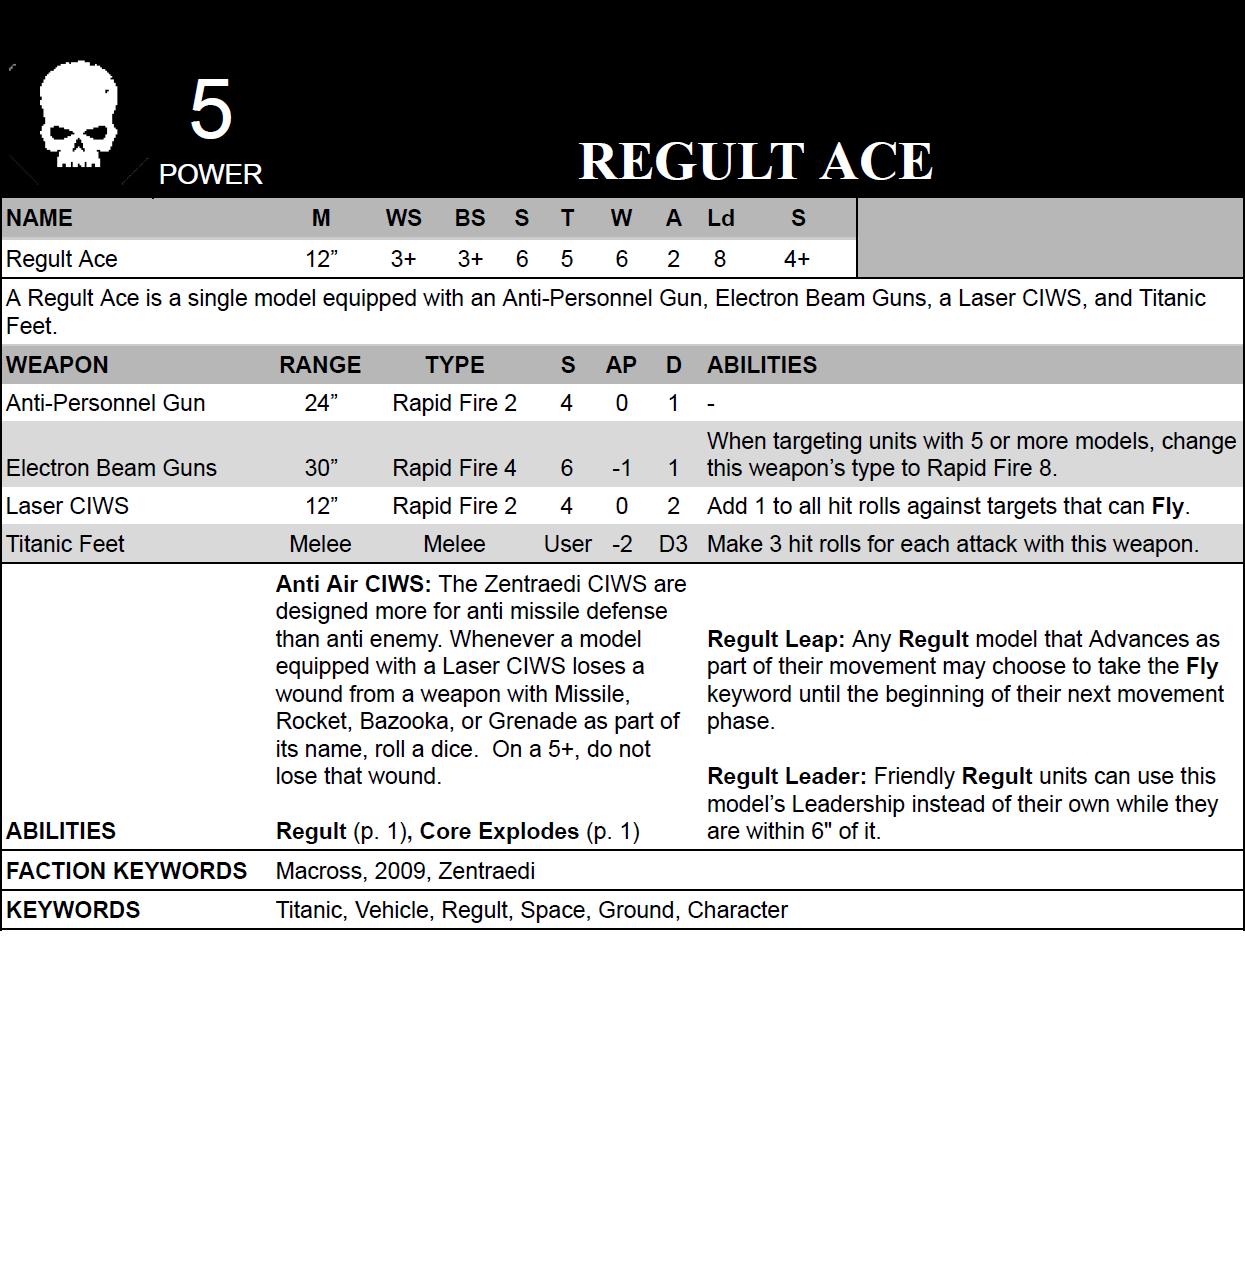 5
POWER
REGULT ACE
NAME M WS BS S T W A Ld S
Regult Ace 12” 3+ 3+ 6 5 6 2 8 4+
A Regult Ace is a single model equipped with an Anti-Personnel Gun, Electron Beam Guns, a Laser CIWS, and Titanic
Feet.
WEAPON RANGE TYPE S AP D ABILITIES
Anti-Personnel Gun 24” Rapid Fire 2 4 0 1 -
When targeting units with 5 or more models, change
Electron Beam Guns 30” Rapid Fire 4 6 -1 1 this weapon’s type to Rapid Fire 8.
Laser CIWS 12” Rapid Fire 2 4 0 2 Add 1 to all hit rolls against targets that can Fly.
Titanic Feet Melee Melee User -2 D3 Make 3 hit rolls for each attack with this weapon.
ABILITIES
Anti Air CIWS: The Zentraedi CIWS are
designed more for anti missile defense
than anti enemy. Whenever a model
equipped with a Laser CIWS loses a
wound from a weapon with Missile,
Rocket, Bazooka, or Grenade as part of
its name, roll a dice.  On a 5+, do not
lose that wound.
Regult (p. 1), Core Explodes (p. 1)
Regult Leap: Any Regult model that Advances as
part of their movement may choose to take the Fly
keyword until the beginning of their next movement
phase.
Regult Leader: Friendly Regult units can use this
model’s Leadership instead of their own while they
are within 6" of it.
FACTION KEYWORDS Macross, 2009, Zentraedi
KEYWORDS Titanic, Vehicle, Regult, Space, Ground, Character